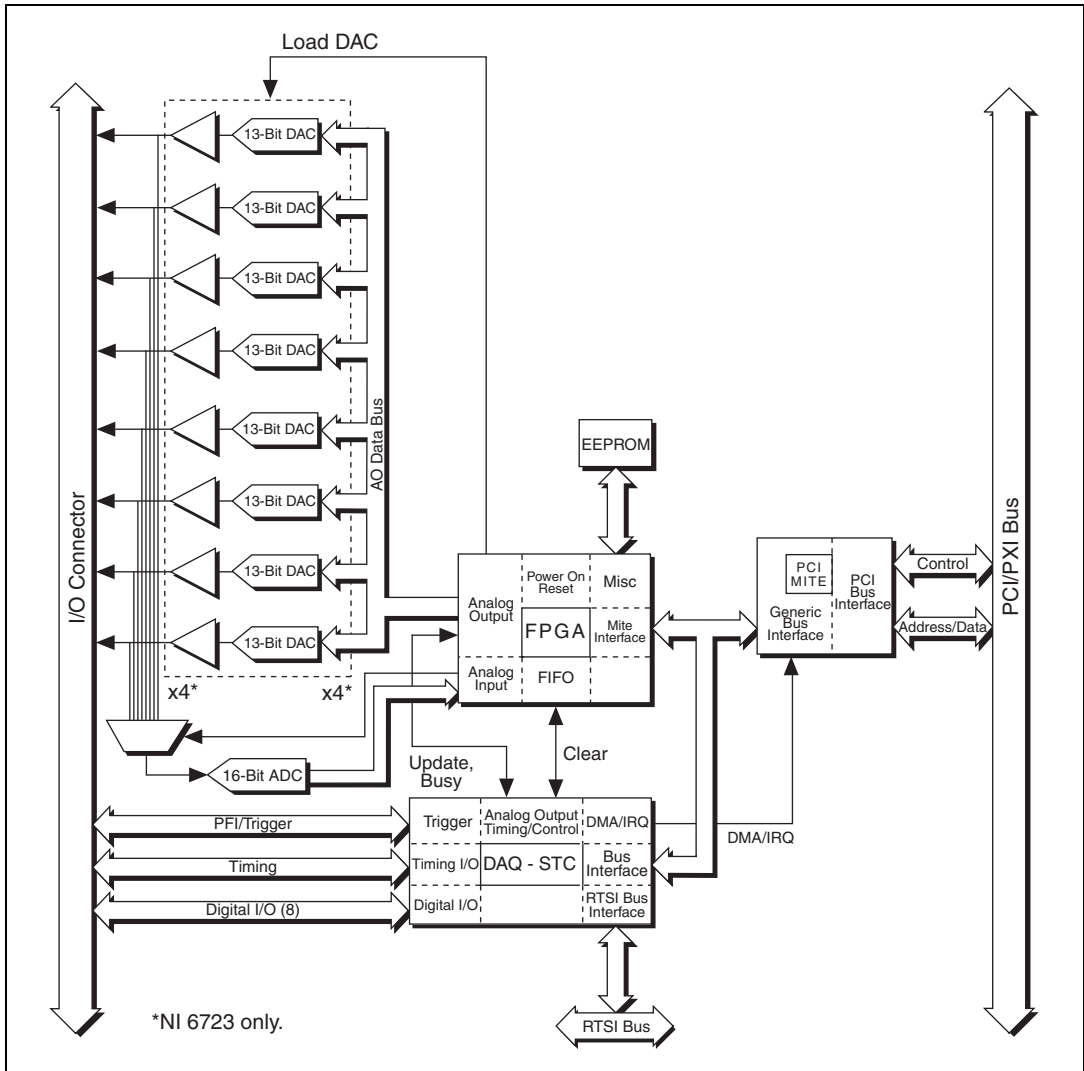 Load DAC
13-Bit DAC
13-Bit DAC
13-Bit DAC
13-Bit DAC
13-Bit DAC
13-Bit DAC
13-Bit DAC
13-Bit DAC
x4*
x4*
AO Data Bus
I/O Connector
16-Bit ADC
EEPROM
Analog
Output
Power On
Reset
Misc
FPGA
Mite
Interface
Analog
Input
FIFO
PCI
MITE
Generic
Bus
Interface
PCI
Bus
Interface
Control
Address/Data
PCI/PXI Bus
Update,
Busy
Clear
PFI/Trigger
Timing
Digital I/O (8)
Trigger
Analog Output
Timing/Control
DMA/IRQ
Timing I/O
DAQ - STC
Bus
Interface
Digital I/O
RTSI Bus
Interface
DMA/IRQ
RTSI Bus
*NI 6723 only.